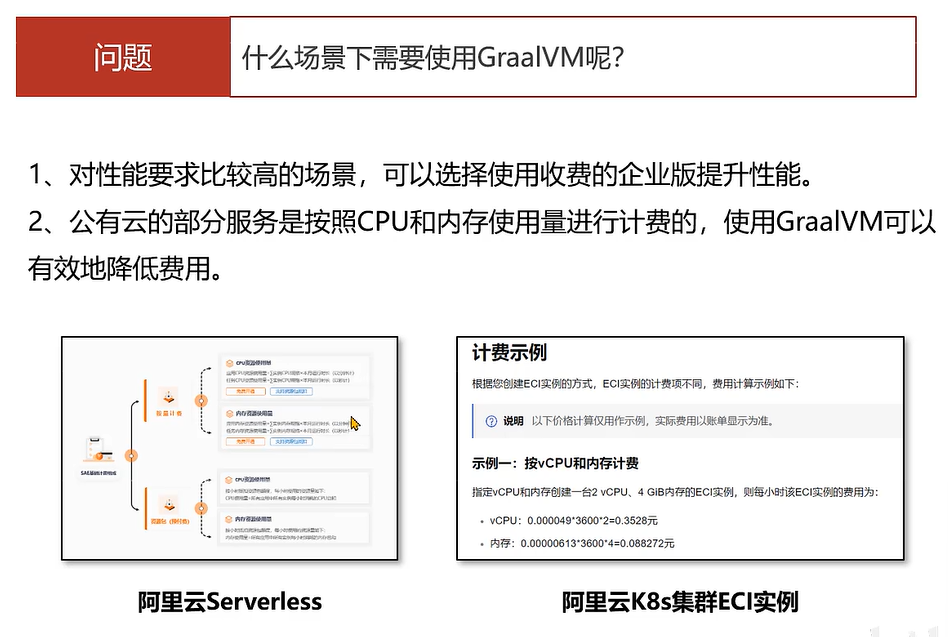 问题
什么场景下需要使用GraalVM呢？
1、对性能要求比较高的场景，可以选择使用收费的企业版提升性能。
2、公有云的部分服务是按照CPU和内存使用量进行计费的，使用GraalVM可以
有效地降低费用。
CPU资源使用量
按量计费
内存资源使用量
SAE基础计费构成
CPU资源使用量
资源包（预付费）
内存资源使用量
阿里云Serverless
计费示例
根据您创建ECI实例的方式，ECI实例的计费项不同，费用计算示例如下：
说明 以下价格计算仅用作示例，实际费用以账单显示为准。
示例一：按vCPU和内存计费
指定vCPU和内存创建一台2 vCPU、4 GiB内存的ECI实例，则每小时该ECI实例的费用为：
• vCPU：0.000049*3600*2=0.3528元
• 内存：0.00000613*3600*4=0.088272元
阿里云K8s集群ECI实例